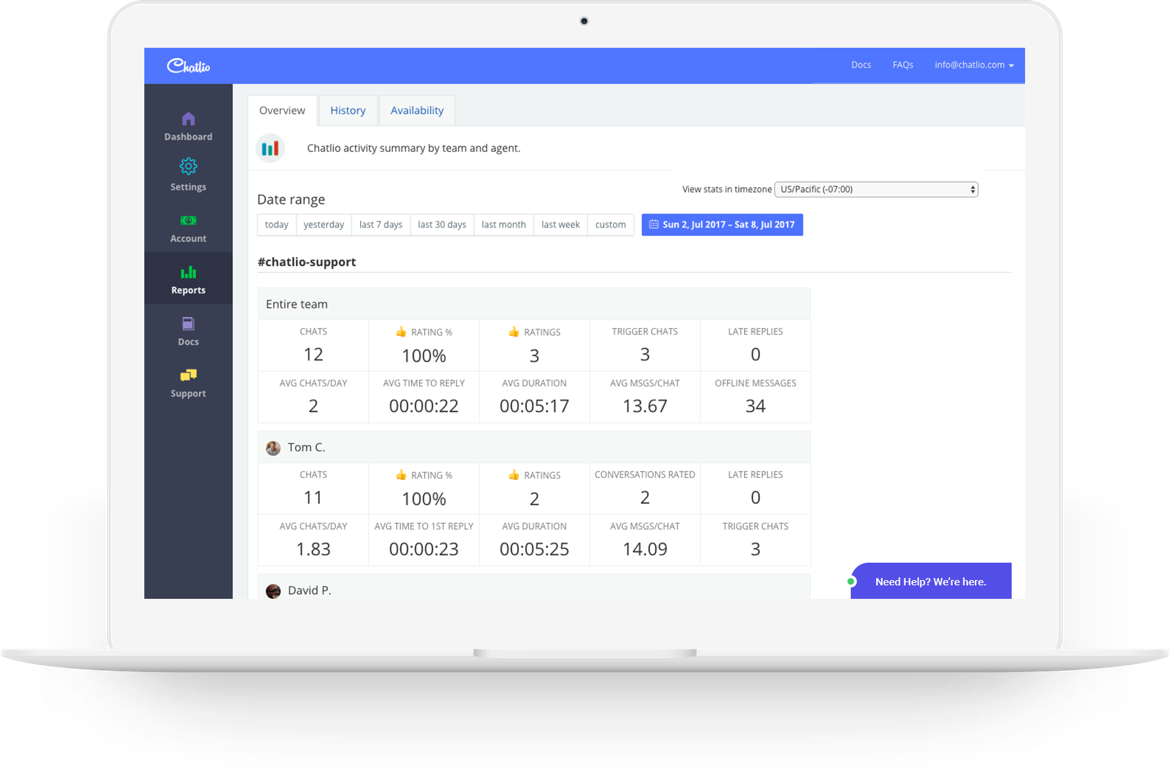 Chatlio
Docs FAQs info@chatlio.com
Overview History Availability
Dashboard
Settings
Account
Reports
Docs
Support
Chatlio activity summary by team and agent.
View stats in timezone US/Pacific (-07:00)
Date range
today yesterday last 7 days last 30 days last month last week custom Sun 2, Jul 2017 – Sat 8, Jul 2017
#chatlio-support
Entire team
CHATS 👍 RATING % 👍 RATINGS TRIGGER CHATS LATE REPLIES
12 100% 3 3 0
AVG CHATS/DAY AVG TIME TO REPLY AVG DURATION AVG MSGS/CHAT OFFLINE MESSAGES
2 00:00:22 00:05:17 13.67 34
Tom C.
CHATS 👍 RATING % 👍 RATINGS CONVERSATIONS RATED LATE REPLIES
11 100% 2 2 0
AVG CHATS/DAY AVG TIME TO 1ST REPLY AVG DURATION AVG MSGS/CHAT TRIGGER CHATS
1.83 00:00:23 00:05:25 14.09 3
David P.
Need Help? We're here.